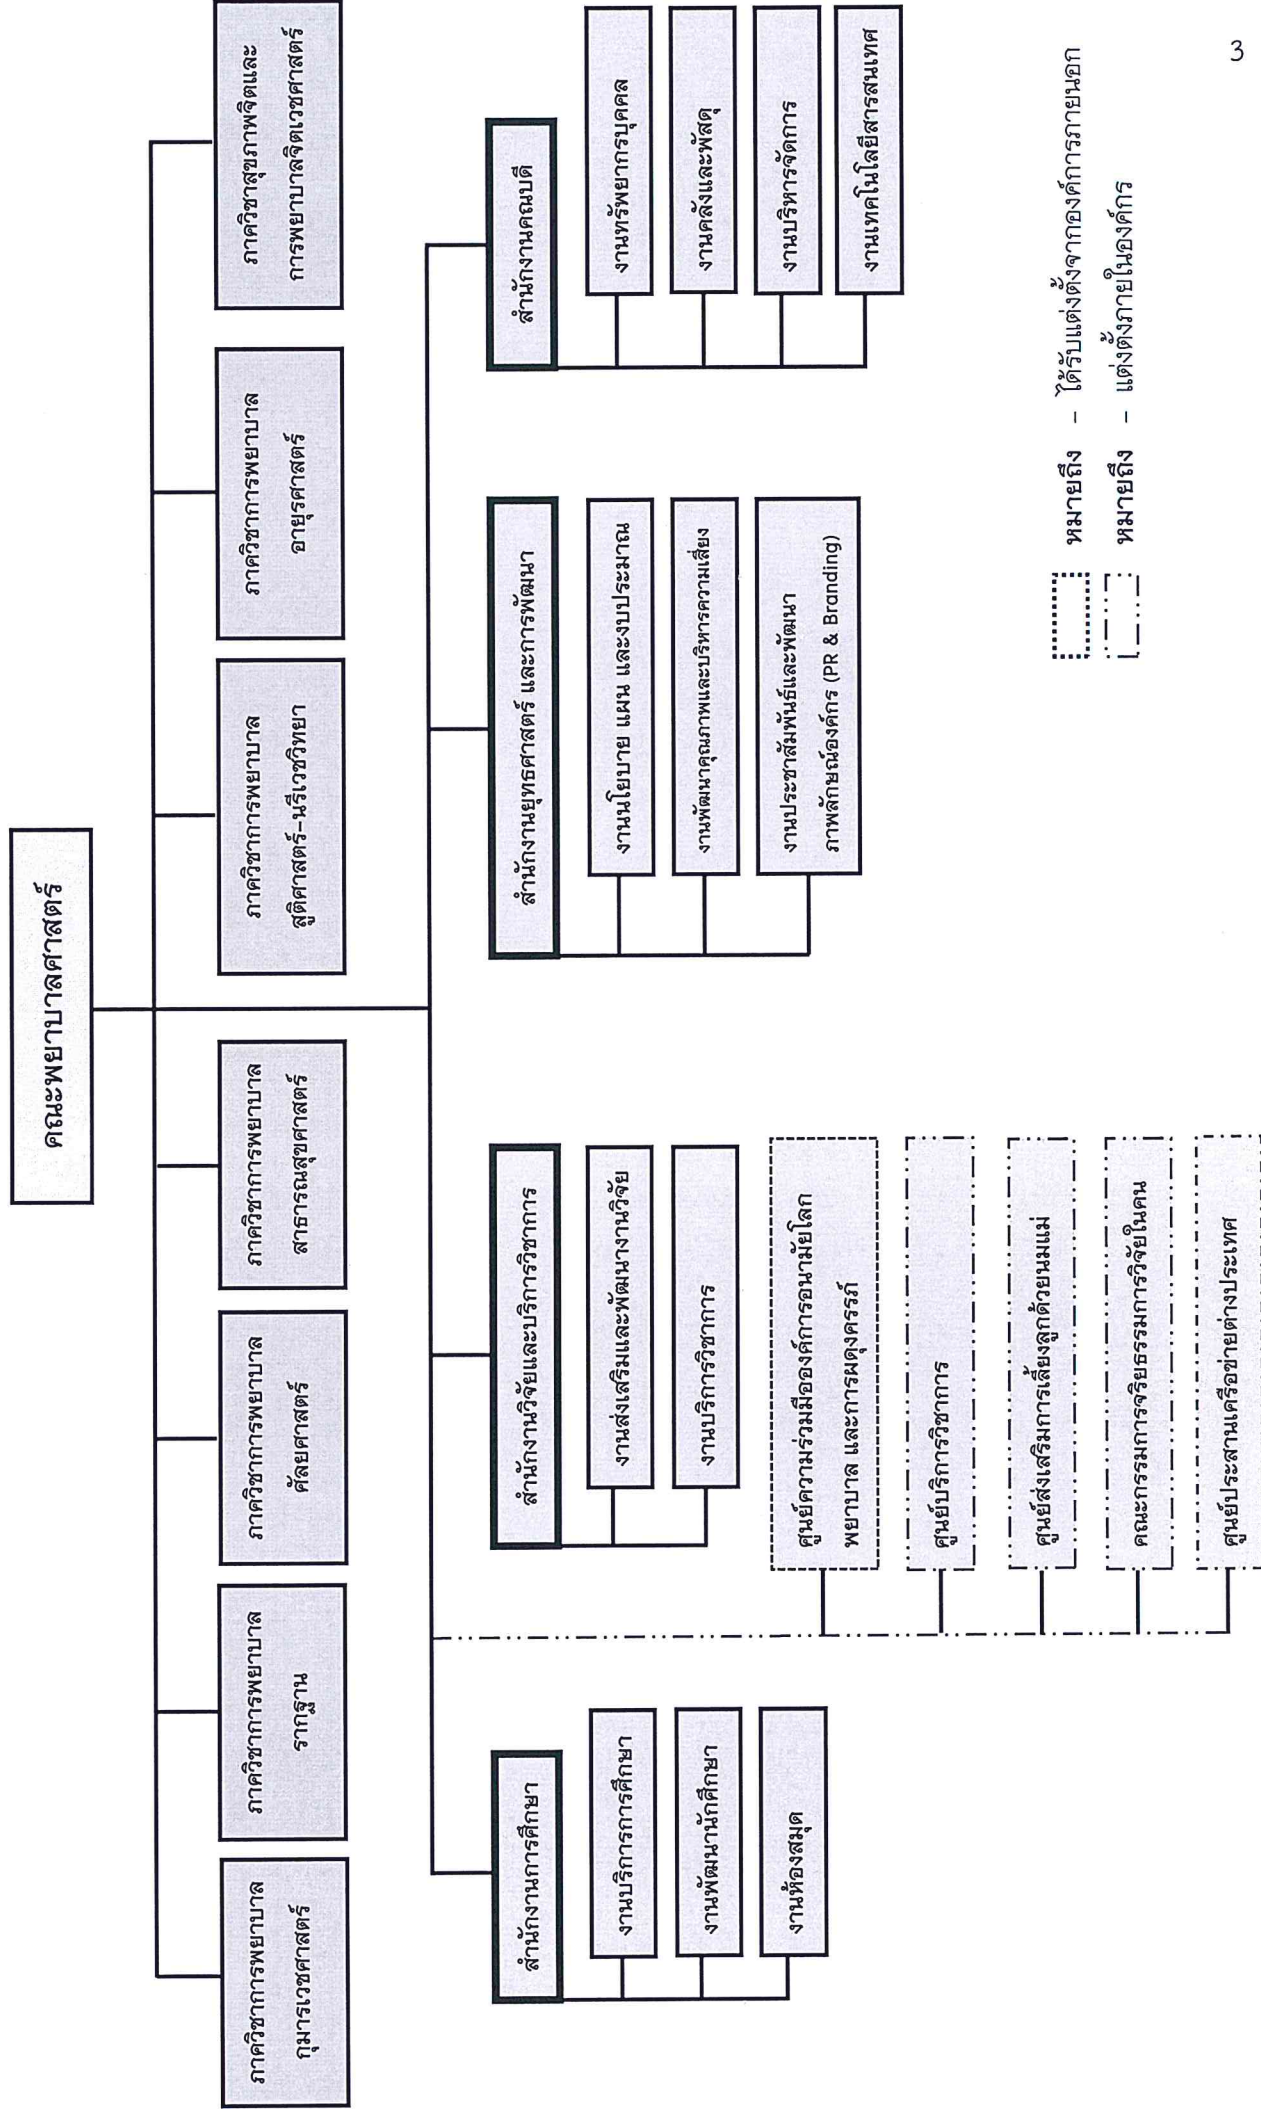 คณะพยาบาลศาสตร์
ภาควิชาการพยาบาล
กุมารเวชศาสตร์
ภาควิชาการพยาบาล
รากฐาน
ภาควิชาการพยาบาล
ศัลยศาสตร์
ภาควิชาการพยาบาล
สาธารณสุขศาสตร์
ภาควิชาการพยาบาล
สูติศาสตร์-นรีเวชวิทยา
ภาควิชาการพยาบาล
อายุรศาสตร์
ภาควิชาสุขภาพจิตและ
การพยาบาลจิตเวชศาสตร์
สำนักงานการศึกษา
งานบริการการศึกษา
งานพัฒนานักศึกษา
งานห้องสมุด
สำนักงานวิจัยและบริการวิชาการ
งานส่งเสริมและพัฒนางานวิจัย
งานบริการวิชาการ
ศูนย์ความร่วมมือองค์การอนามัยโลก
พยาบาล และการผดุงครรภ์
ศูนย์บริการวิชาการ
ศูนย์ส่งเสริมการเลี้ยงลูกด้วยนมแม่
คณะกรรมการจริยธรรมการวิจัยในคน
ศูนย์ประสานเครือข่ายต่างประเทศ
สำนักงานยุทธศาสตร์ และการพัฒนา
งานนโยบาย แผน และงบประมาณ
งานพัฒนาคุณภาพและบริหารความเสี่ยง
งานประชาสัมพันธ์และพัฒนา
ภาพลักษณ์องค์กร (PR & Branding)
สำนักงานคณบดี
งานทรัพยากรบุคคล
งานคลังและพัสดุ
งานบริหารจัดการ
งานเทคโนโลยีสารสนเทศ
หมายถึง - ได้รับแต่งตั้งจากองค์การภายนอก
หมายถึง - แต่งตั้งภายในองค์กร
3